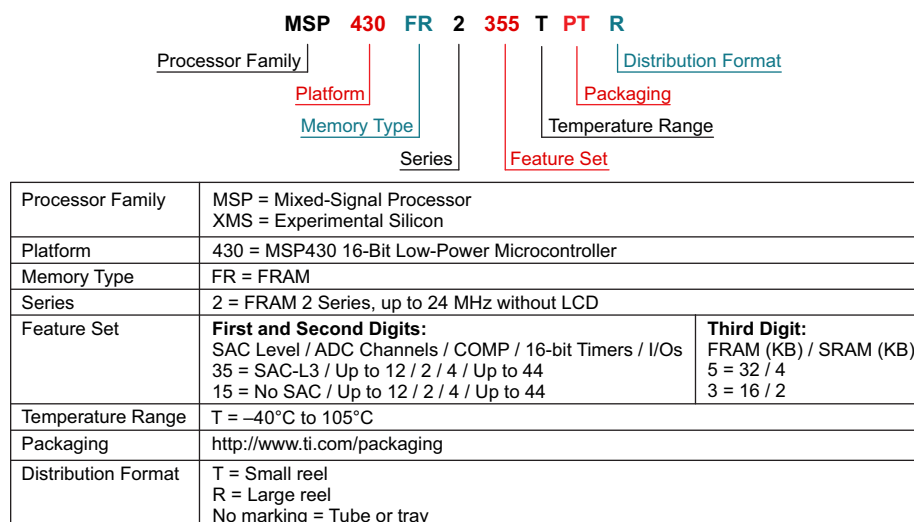 MSP 430 FR 2 355 T PT R
Processor Family
Distribution Format
Platform
Packaging
Memory Type
Temperature Range
Series
Feature Set
Processor Family
MSP = Mixed-Signal Processor
XMS = Experimental Silicon
Platform
430 = MSP430 16-Bit Low-Power Microcontroller
Memory Type
FR = FRAM
Series
2 = FRAM 2 Series, up to 24 MHz without LCD
Feature Set
First and Second Digits:
SAC Level / ADC Channels / COMP / 16-bit Timers / I/Os
35 = SAC-L3 / Up to 12 / 2 / 4 / Up to 44
15 = No SAC / Up to 12 / 2 / 4 / Up to 44
Third Digit:
FRAM (KB) / SRAM (KB)
5 = 32 / 4
3 = 16 / 2
Temperature Range
T = –40°C to 105°C
Packaging
http://www.ti.com/packaging
Distribution Format
T = Small reel
R = Large reel
No marking = Tube or tray